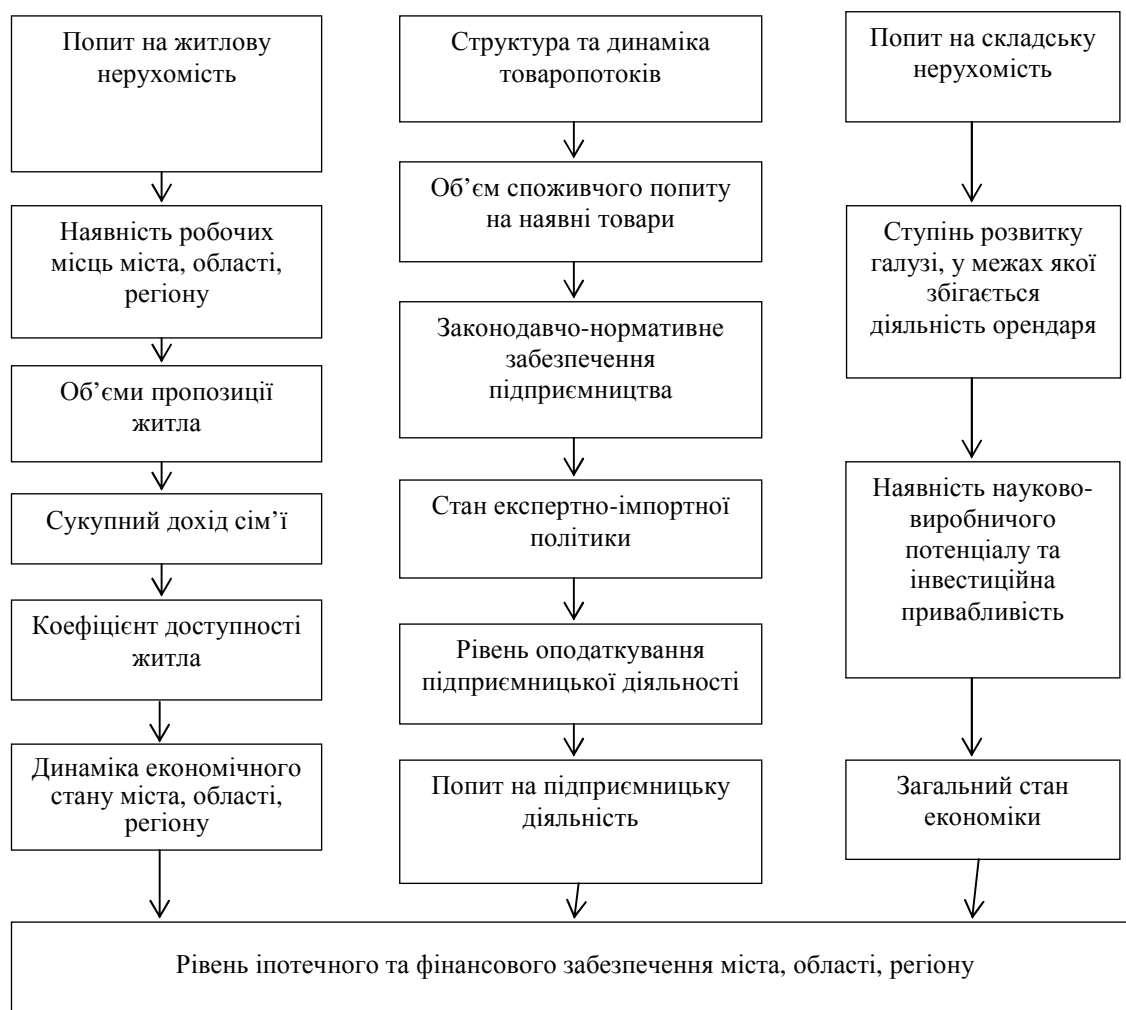 Попит на житлову
нерухомість
Наявність робочих
місць міста, області,
регіону
Об’єми пропозиції
житла
Сукупний дохід сім’ї
Коефіцієнт доступності
житла
Динаміка економічного
стану міста, області,
регіону
Структура та динаміка
товаропотоків
Об’єм споживчого попиту
на наявні товари
Законодавчо-нормативне
забезпечення
підприємництва
Стан експертно-імпортної
політики
Рівень оподаткування
підприємницької діяльності
Попит на підприємницьку
діяльність
Попит на складську
нерухомість
Ступінь розвитку
галузі, у межах якої
збігається
діяльність орендаря
Наявність науково-
виробничого
потенціалу та
інвестиційна
привабливість
Загальний стан
економіки
Рівень іпотечного та фінансового забезпечення міста, області, регіону